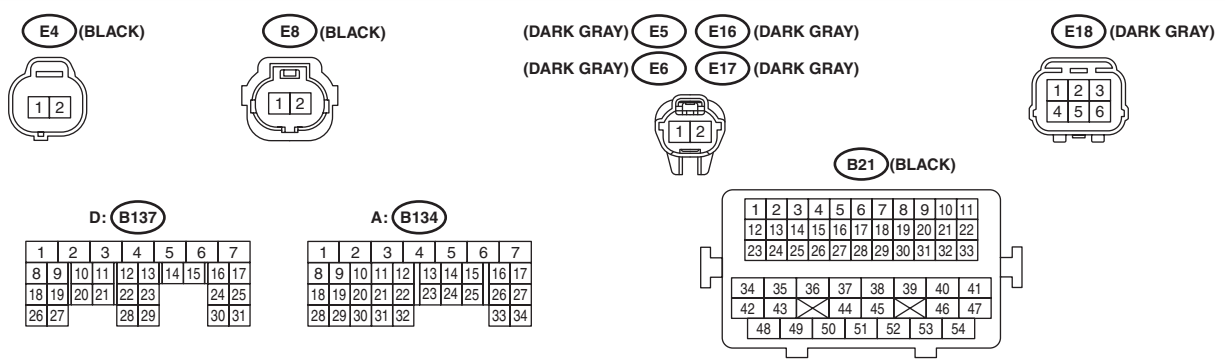 E4 (BLACK)
E8 (BLACK)
(DARK GRAY) E5 E16 (DARK GRAY)
(DARK GRAY) E6 E17 (DARK GRAY)
E18 (DARK GRAY)
1 2
1 2
1 2
1 2 3
4 5 6
D: B137
1 2 3 4 5 6 7
8 9 10 11 12 13 14 15 16 17
18 19 20 21 22 23 24 25
26 27 28 29 30 31
A: B134
1 2 3 4 5 6 7
8 9 10 11 12 13 14 15 16 17
18 19 20 21 22 23 24 25 26 27
28 29 30 31 32 33 34
B21 (BLACK)
1 2 3 4 5 6 7 8 9 10 11
12 13 14 15 16 17 18 19 20 21 22
23 24 25 26 27 28 29 30 31 32 33
34 35 36 37 38 39 40 41
42 43 44 45 46 47
48 49 50 51 52 53 54